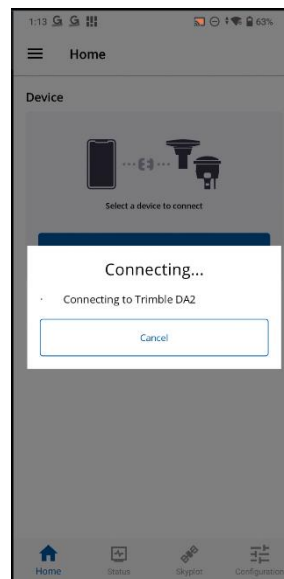 1:13 G G 63%
Home
Device
Select a device to connect
Connecting...
· Connecting to Trimble DA2
Cancel
Home Status Skyplot Configuration